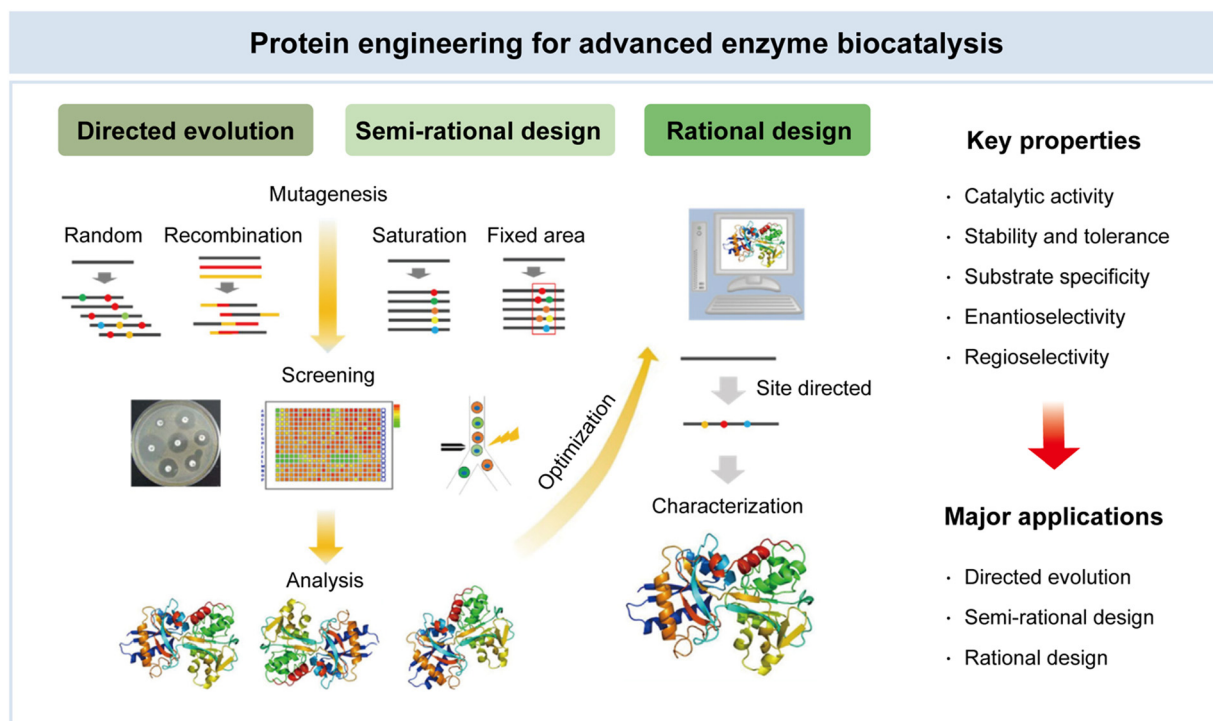 Protein engineering for advanced enzyme biocatalysis
Directed evolution
Semi-rational design
Rational design
Mutagenesis
Random
Recombination
Saturation
Fixed area
Screening
Analysis
Optimization
Site directed
Characterization
Key properties
· Catalytic activity
· Stability and tolerance
· Substrate specificity
· Enantioselectivity
· Regioselectivity
Major applications
· Directed evolution
· Semi-rational design
· Rational design